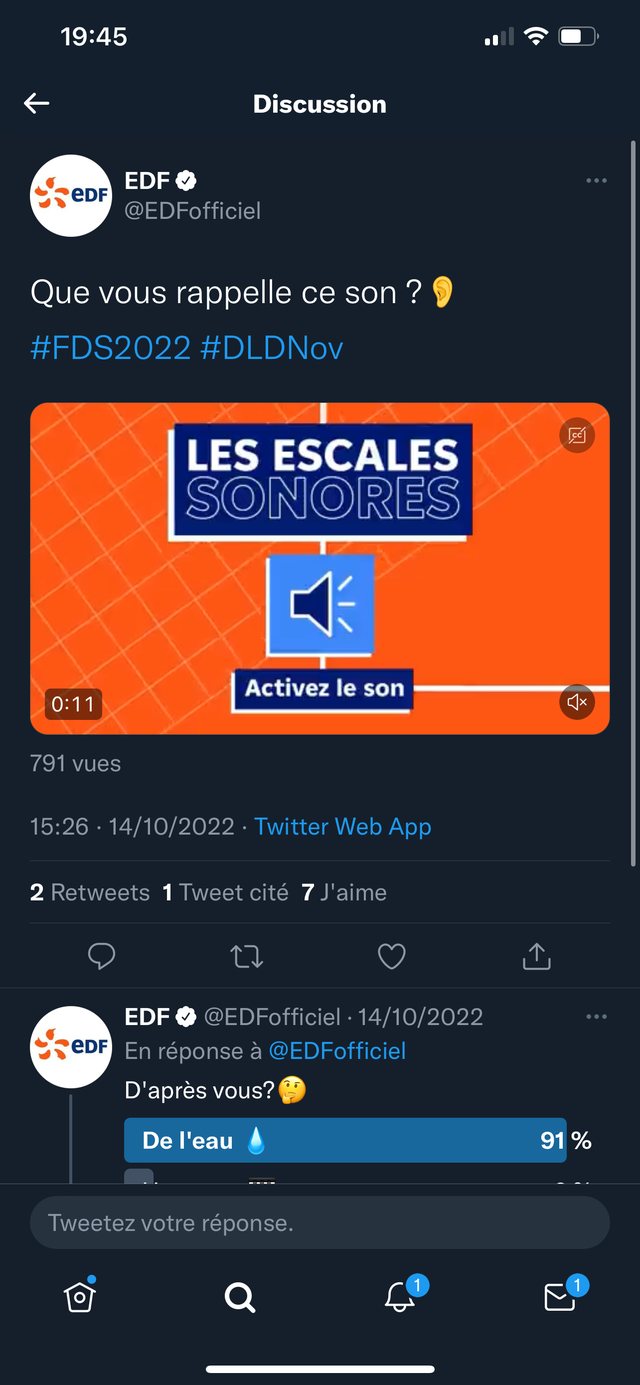 19:45
Discussion
EDF
@EDFofficiel
edf
Que vous rappelle ce son ?👂
#FDS2022 #DLDNov
LES ESCALES
SONORES
Activez le son
0:11
791 vues
15:26 · 14/10/2022 · Twitter Web App
2 Retweets 1 Tweet cité 7 J'aime
EDF @EDFofficiel · 14/10/2022
edf
En réponse à @EDFofficiel
D'après vous?🤔
De l'eau 💧 91 %
Tweetez votre réponse.
1 1